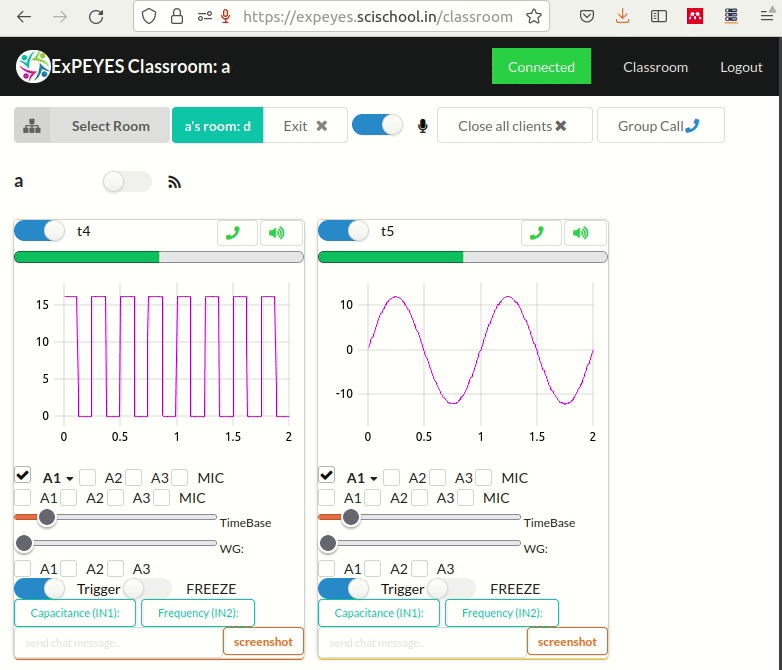 https://expeyes.scischool.in/classroom
ExPEYES Classroom: a
Connected
Classroom
Logout
Select Room
a's room: d
Exit ✖
Close all clients ✖
Group Call
a
t4
15
10
5
0
0 0.5 1 1.5 2
A1 A2 A3 MIC
A1 A2 A3 MIC
TimeBase
WG:
A1 A2 A3
Trigger FREEZE
Capacitance (IN1): Frequency (IN2):
send chat message.. screenshot
t5
10
0
-10
0 0.5 1 1.5 2
A1 A2 A3 MIC
A1 A2 A3 MIC
TimeBase
WG:
A1 A2 A3
Trigger FREEZE
Capacitance (IN1): Frequency (IN2):
send chat message.. screenshot